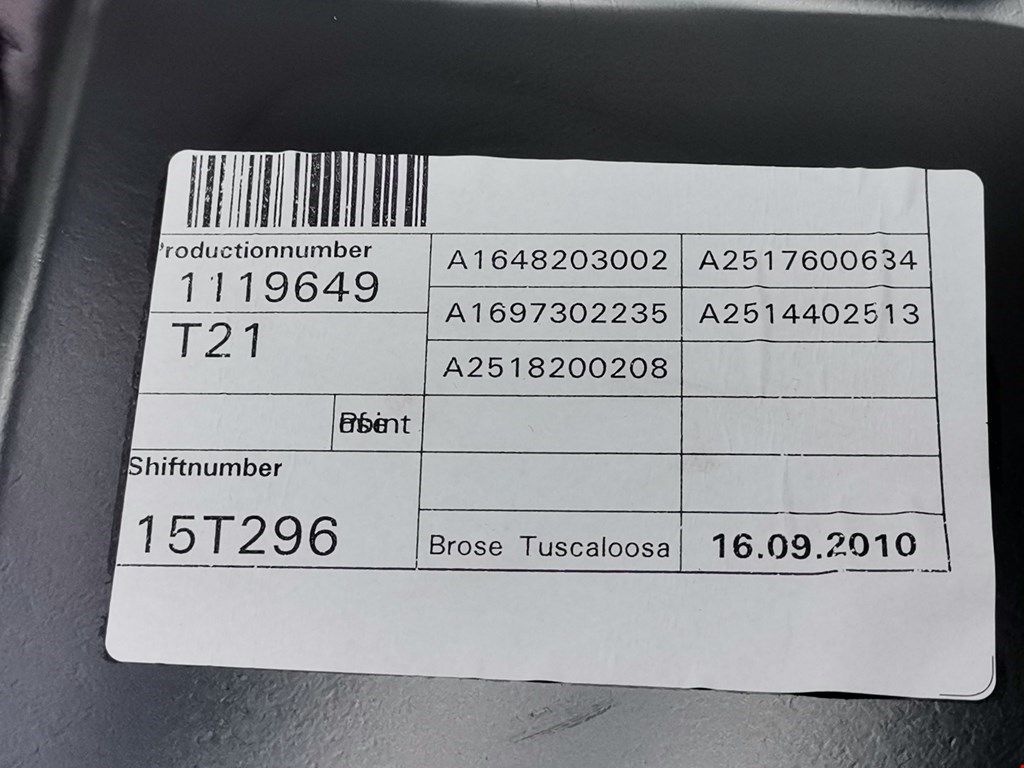 Productionnumber
1119649
T21
Shiftnumber
15T296
A1648203002 A2517600634
A1697302235 A2514402513
A2518200208
Brose Tuscaloosa 16.09.2010